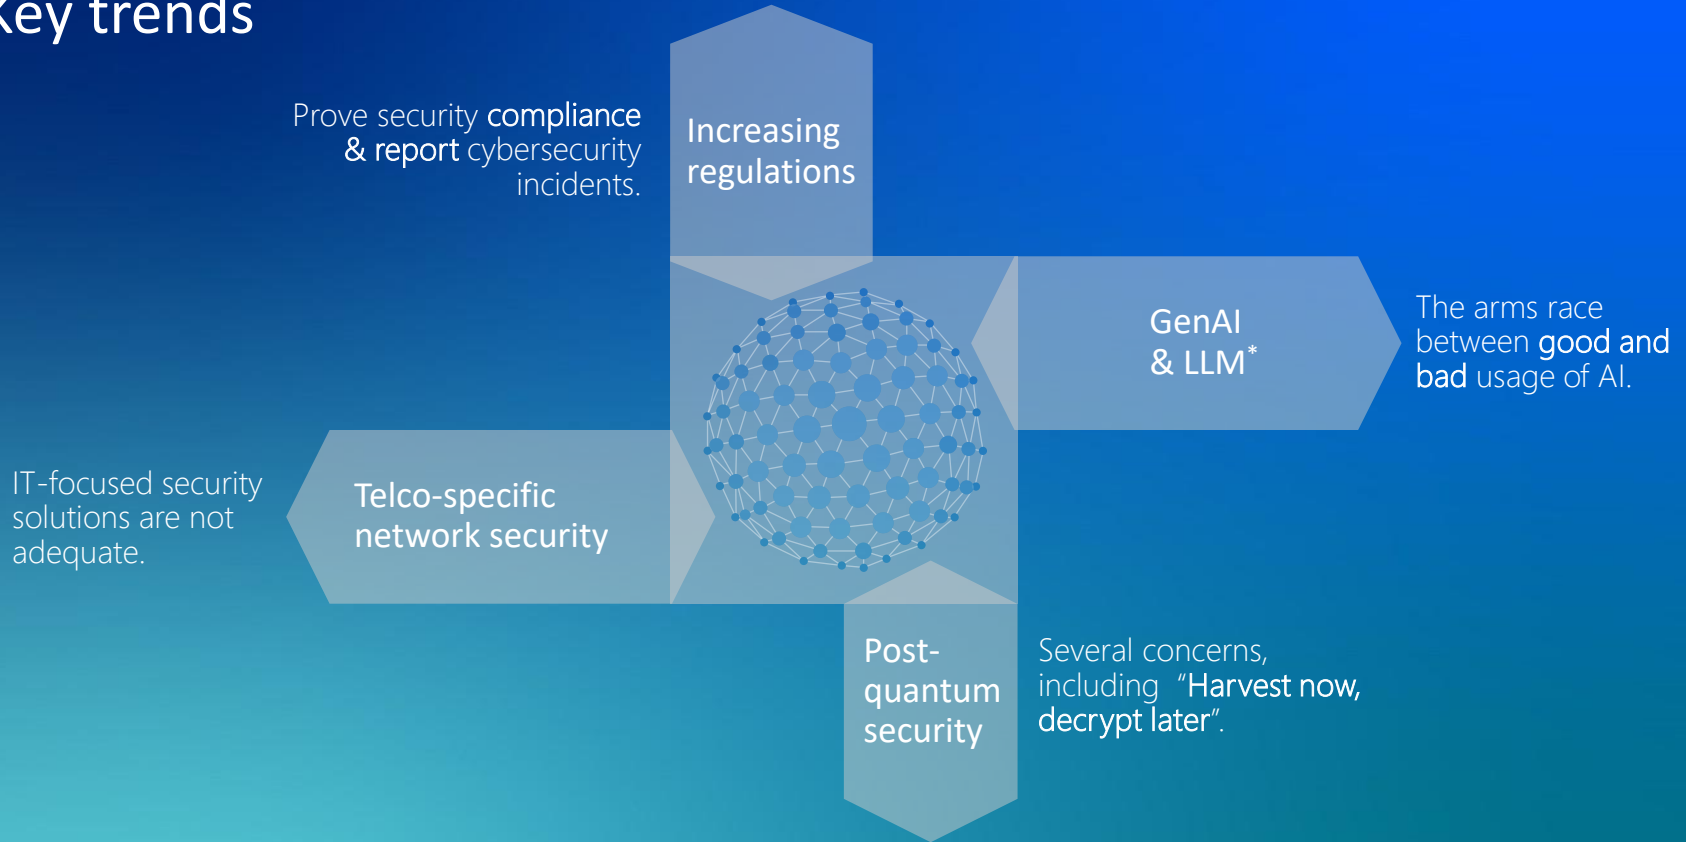 Key trends
Prove security compliance
& report cybersecurity
incidents.
Increasing
regulations
GenAI
& LLM*
The arms race
between good and
bad usage of AI.
IT-focused security
solutions are not
adequate.
Telco-specific
network security
Post-
quantum
security
Several concerns,
including “Harvest now,
decrypt later”.